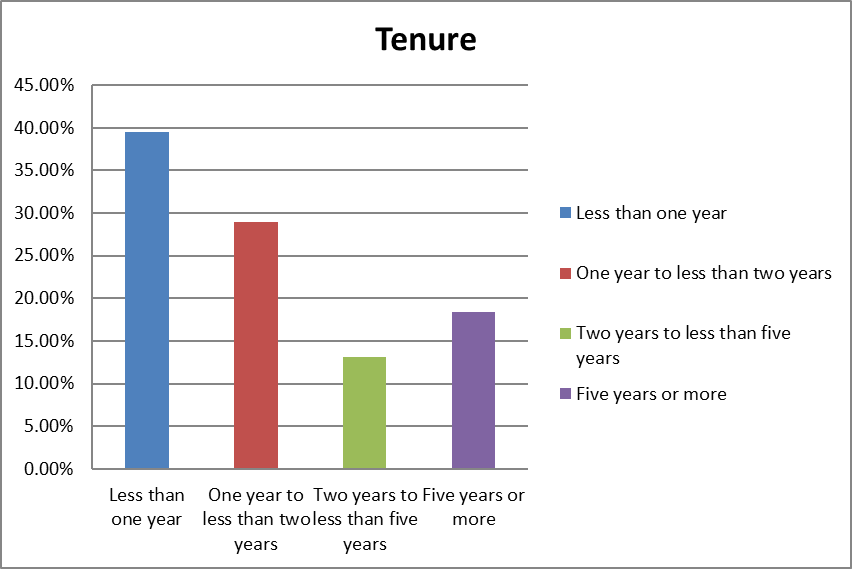 Tenure
45.00%
40.00%
35.00%
30.00%
25.00%
20.00%
15.00%
10.00%
5.00%
0.00%
Less than
one year
One year to
less than two
years
Two years to
less than five
years
Five years or
more
Less than one year
One year to less than two years
Two years to less than five
years
Five years or more